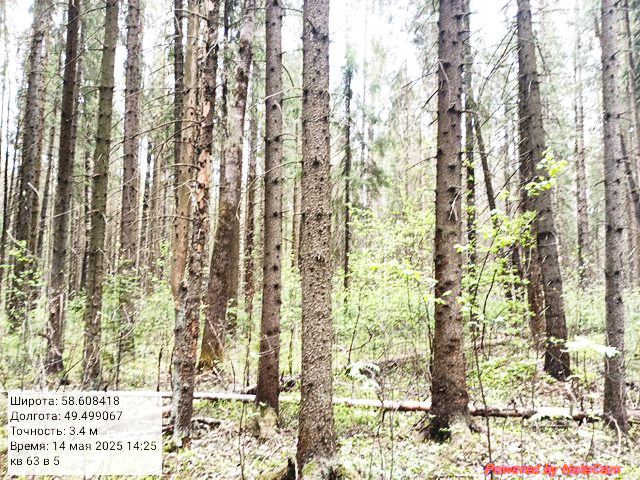 Широта: 58.608418
Долгота: 49.499067
Точность: 3.4 м
Время: 14 мая 2025 14:25
кв 63 в 5
Powered by NoteCam